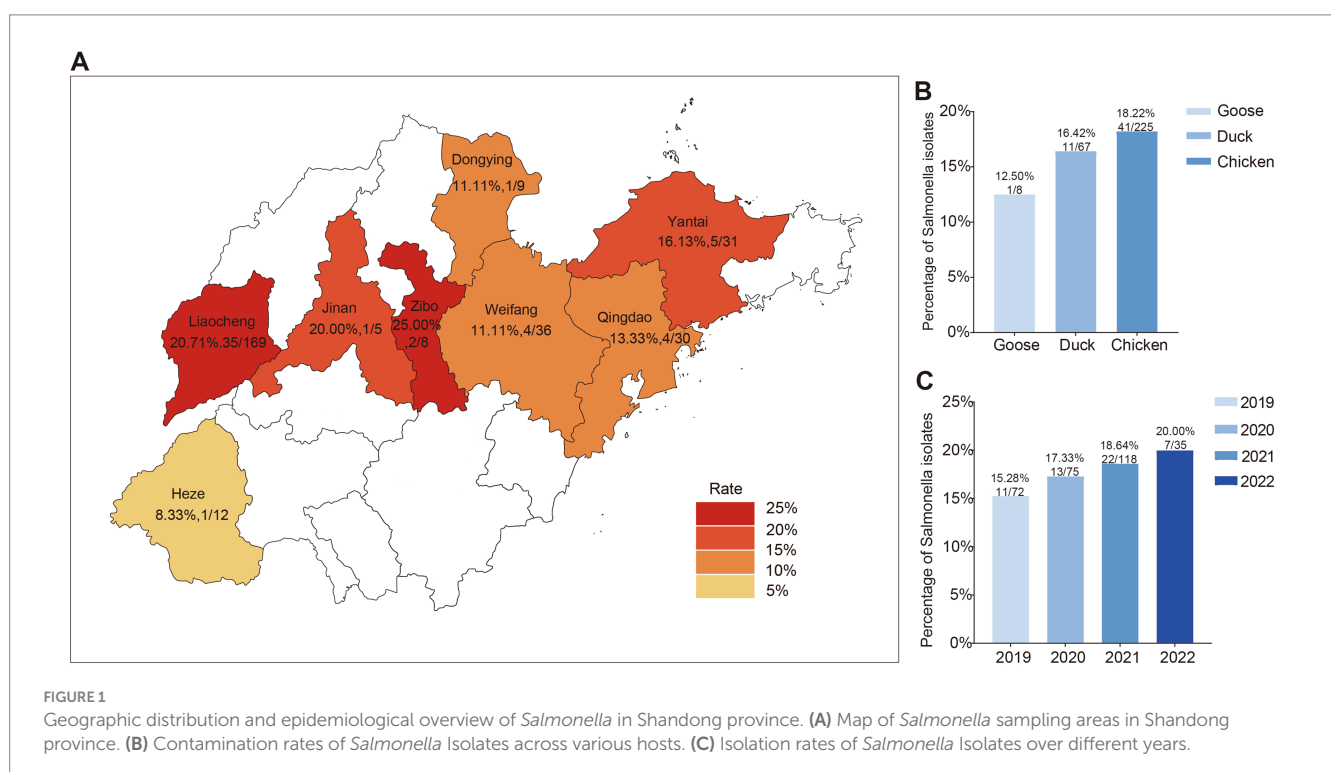 A
Dongying
11.11%,1/9
Yantai
16.13%,5/31
Liaocheng
20.71%,35/169
Jinan
20.00%,1/5
Zibo
25.00%
,2/8
Weifang
11.11%,4/36
Qingdao
13.33%,4/30
Heze
8.33%,1/12
Rate
25%
20%
15%
10%
5%
B
Percentage of Salmonella isolates
20%
15%
10%
5%
0%
12.50%
1/8
16.42%
11/67
18.22%
41/225
Goose
Duck
Chicken
Goose
Duck
Chicken
C
Percentage of Salmonella isolates
25%
20%
15%
10%
5%
0%
15.28%
11/72
17.33%
13/75
18.64%
22/118
20.00%
7/35
2019
2020
2021
2022
2019
2020
2021
2022
FIGURE 1
Geographic distribution and epidemiological overview of Salmonella in Shandong province. (A) Map of Salmonella sampling areas in Shandong
province. (B) Contamination rates of Salmonella Isolates across various hosts. (C) Isolation rates of Salmonella Isolates over different years.